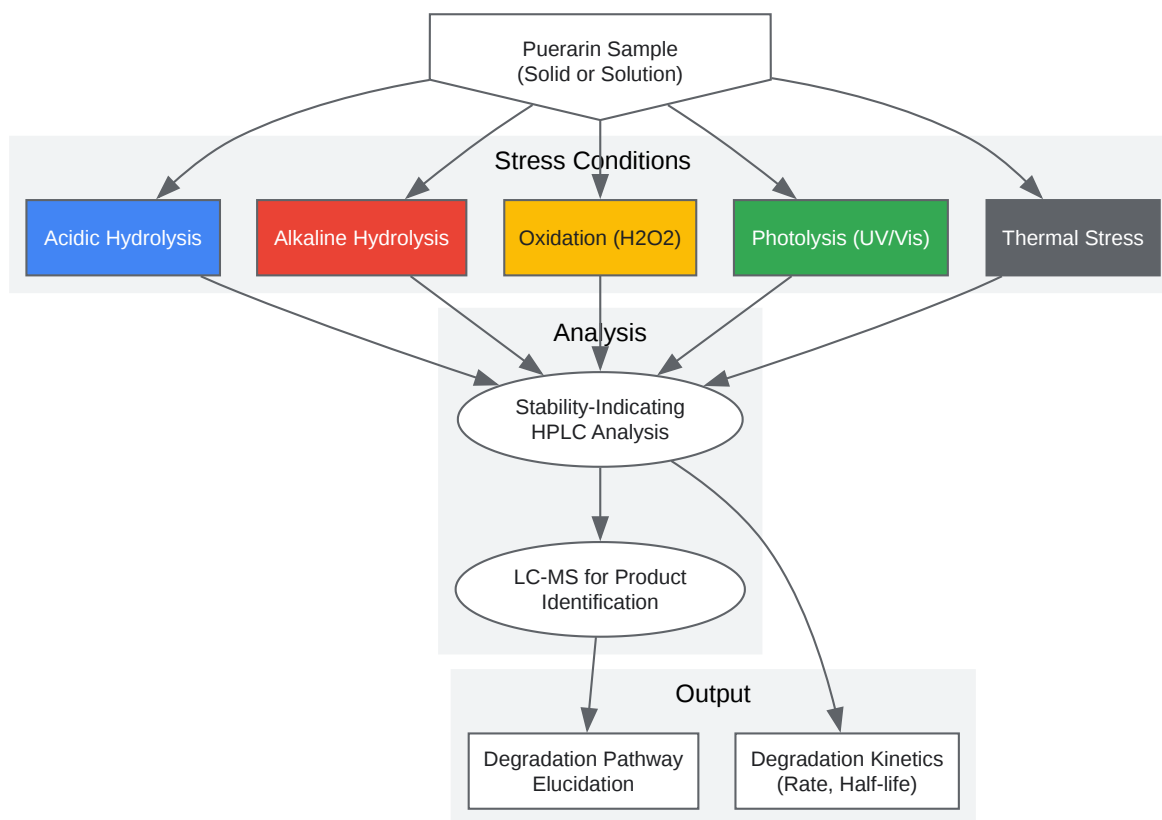 Puerarin Sample
(Solid or Solution)
Stress Conditions
Acidic Hydrolysis
Alkaline Hydrolysis
Oxidation (H2O2)
Photolysis (UV/Vis)
Thermal Stress
Analysis
Stability-Indicating
HPLC Analysis
LC-MS for Product
Identification
Output
Degradation Pathway
Elucidation
Degradation Kinetics
(Rate, Half-life)